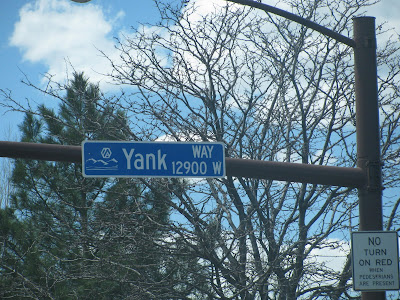 Yank WAY
12900 W
NO
TURN
ON RED
WHEN
PEDESTRIANS
ARE PRESENT